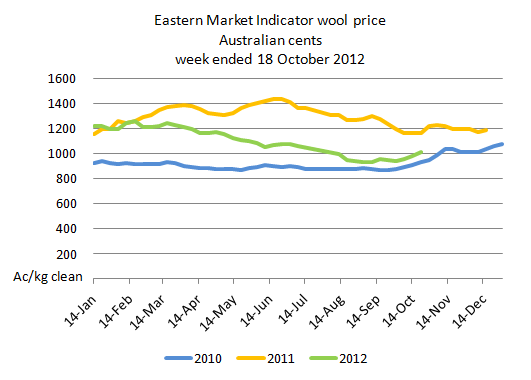 Eastern Market Indicator wool price
Australian cents
week ended 18 October 2012
1600
1400
1200
1000
800
600
400
200
Ac/kg clean
14-Jan
14-Feb
14-Mar
14-Apr
14-May
14-Jun
14-Jul
14-Aug
14-Sep
14-Oct
14-Nov
14-Dec
2010 2011 2012